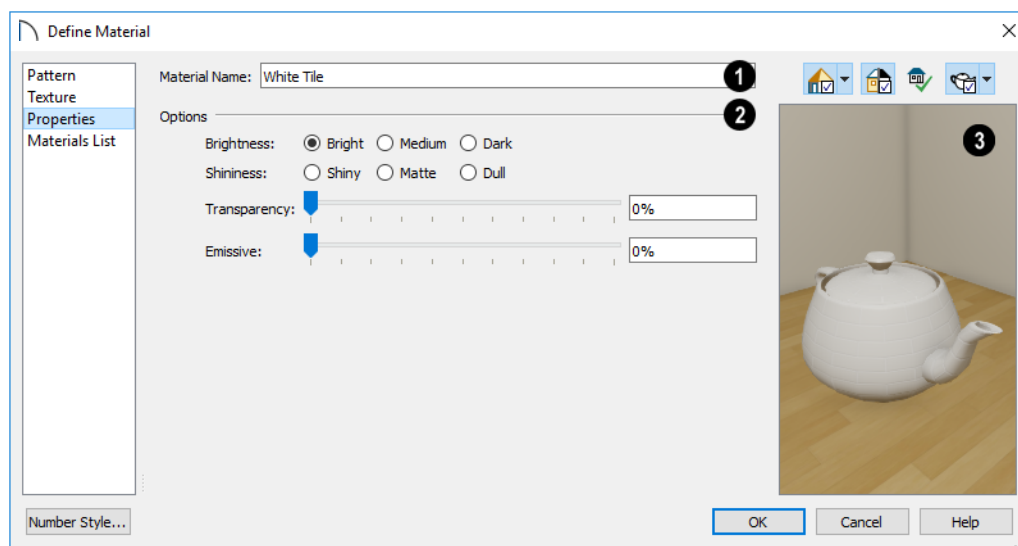 Define Material
Pattern
Texture
Properties
Materials List
Material Name: White Tile 1
Options 2
Brightness: Bright Medium Dark
Shininess: Shiny Matte Dull
Transparency: 0%
Emissive: 0%
3
Number Style... OK Cancel Help